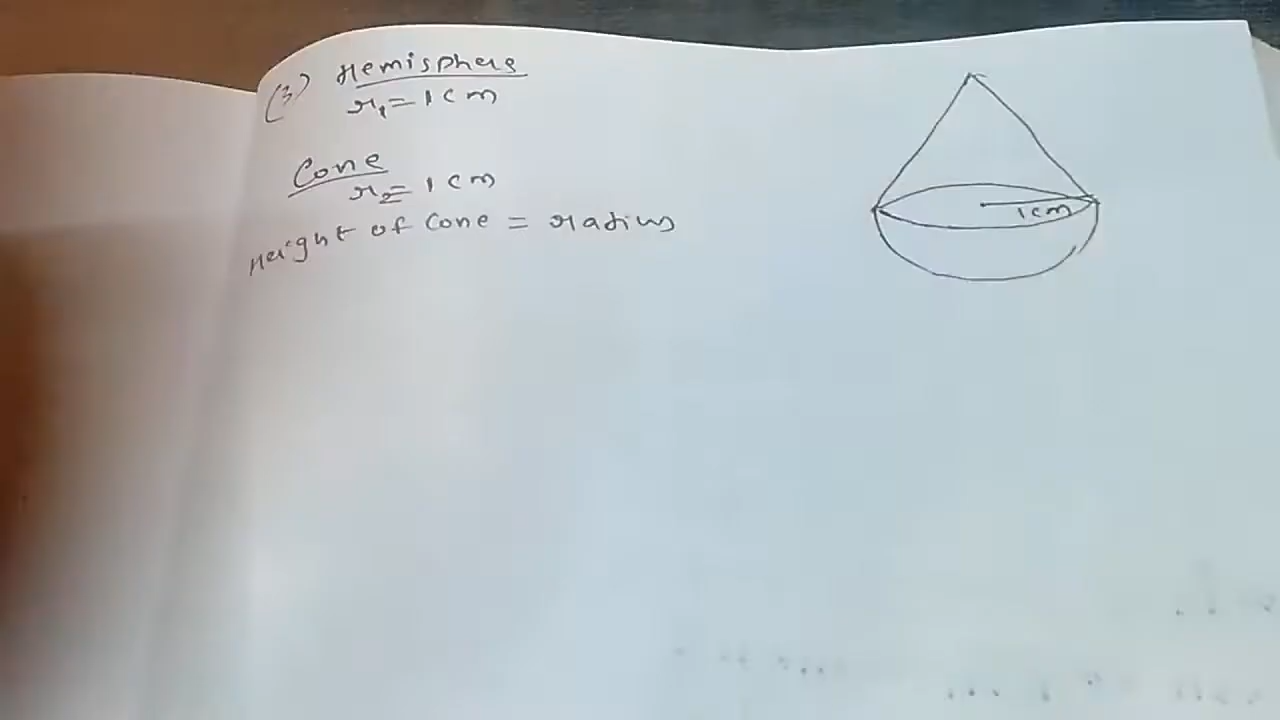 (3) Hemisphere
r₁ = 1 cm
Cone
r₂ = 1 cm
Height of Cone = radius
1cm